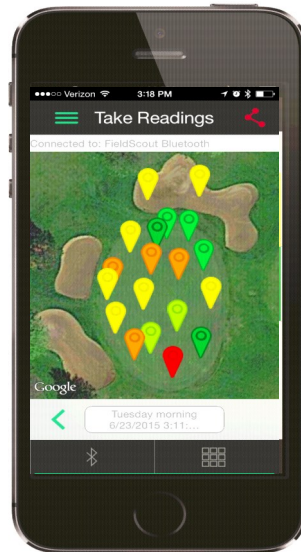 Verizon 3:18 PM
Take Readings
Connected to: FieldScout Bluetooth
Google
Tuesday morning
6/23/2015 3:11:...